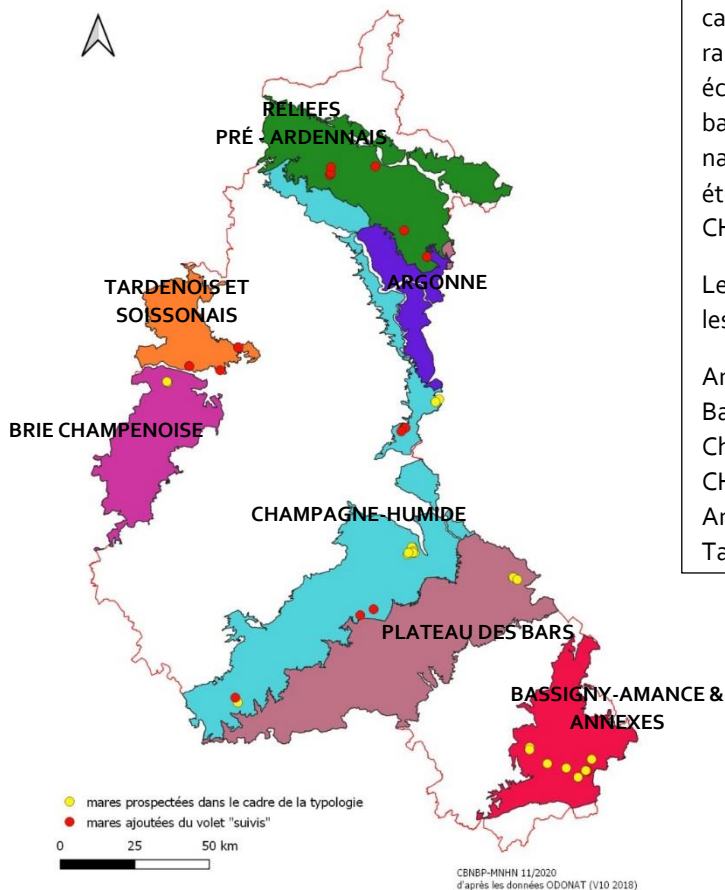 RELIEFS
PRÉ - ARDENNAIS
ARGONNE
TARDENOIS ET
SOISSONAIS
BRIE CHAMPENOISE
CHAMPAGNE-HUMIDE
PLATEAU DES BARS
BASSIGNY-AMANCE &
ANNEXES
mares prospectées dans le cadre de la typologie
mares ajoutées du volet "suivis"
0 25 50 km
CBNBP-MNHN 11/2020
d'après les données ODONAT (V10 2018)
ca
ra
éc
ba
na
ét
CH
Le
les
Ar
Ba
Ch
CH
Ar
Ta